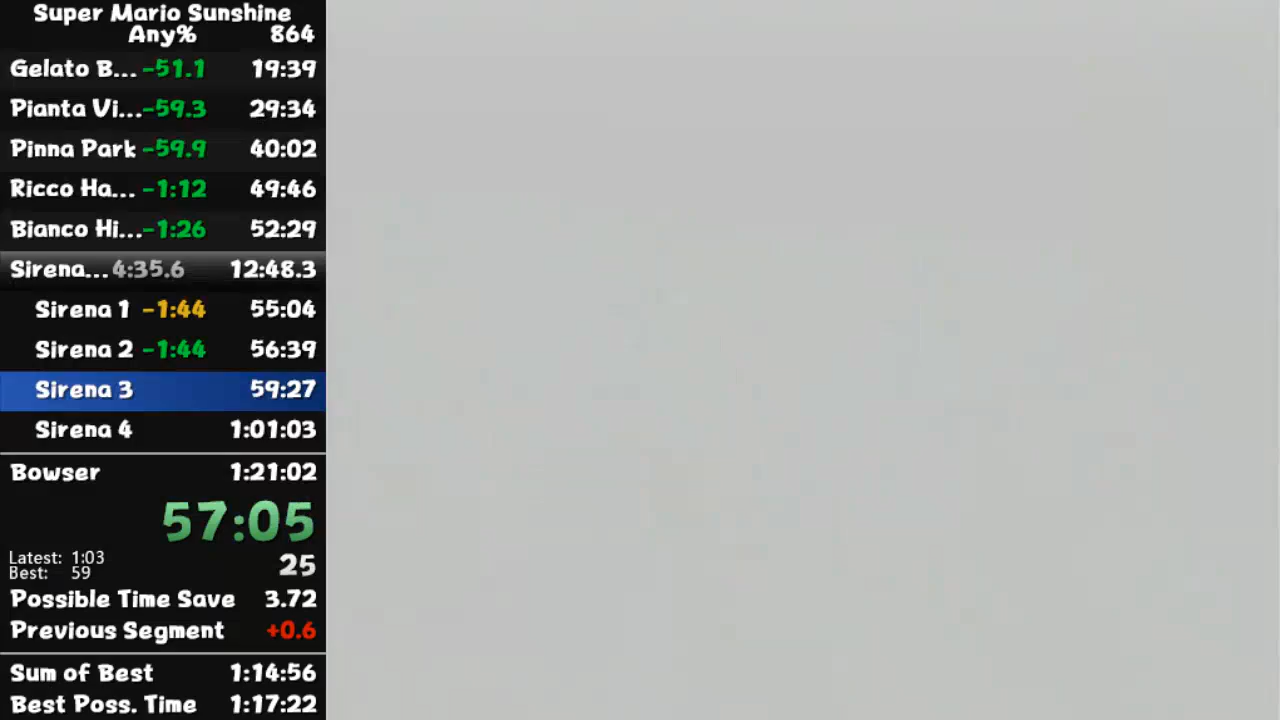 Super Mario Sunshine
Any% 864
Gelato B... -51.1 19:39
Pianta Vi... -59.3 29:34
Pinna Park -59.9 40:02
Ricco Ha... -1:12 49:46
Bianco Hi... -1:26 52:29
Sirena... 4:35.6 12:48.3
Sirena 1 -1:44 55:04
Sirena 2 -1:44 56:39
Sirena 3 59:27
Sirena 4 1:01:03
Bowser 1:21:02
57:05
Latest: 1:03
Best: 59
25
Possible Time Save 3.72
Previous Segment +0.6
Sum of Best 1:14:56
Best Poss. Time 1:17:22